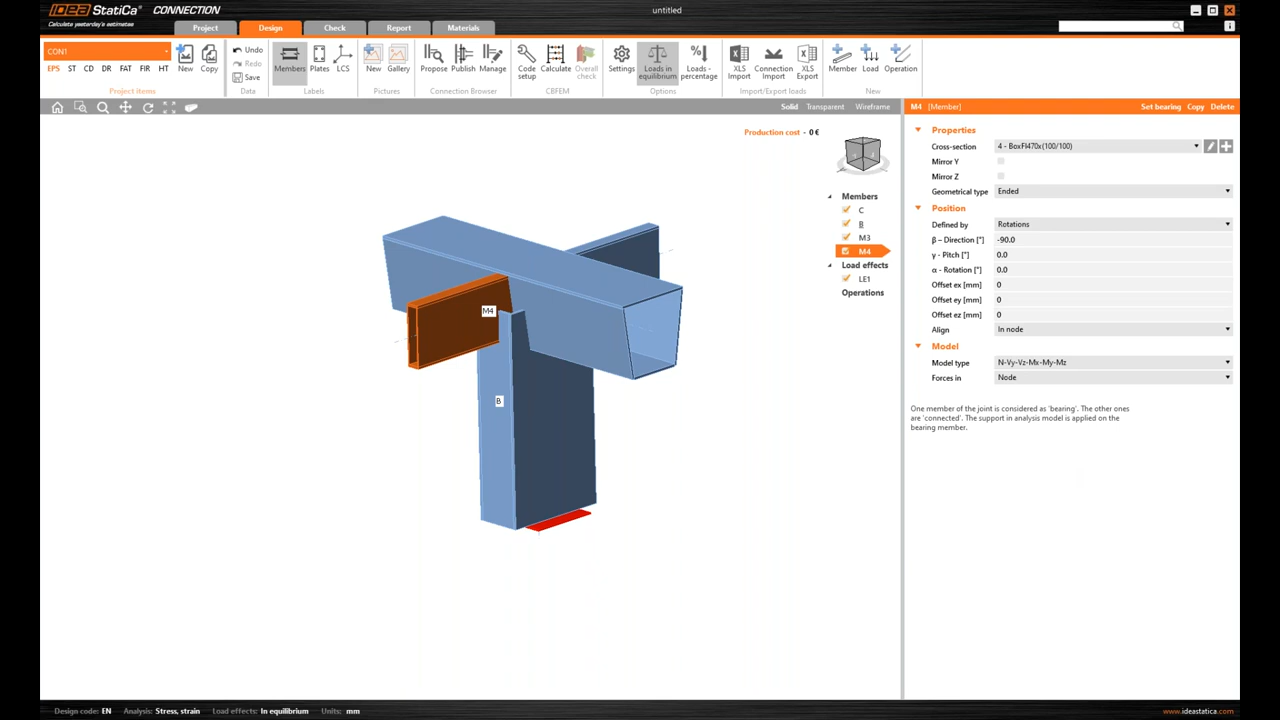 IDEA StatiCa® CONNECTION
Calculate yesterday's estimates
untitled
Project Design Check Report Materials
CON1
EPS ST CD DR FAT FIR HT
New Copy
Project items
Undo
Redo
Save
Data
Members Plates LCS
Labels
New Gallery
Pictures
Propose Publish Manage
Connection Browser
Code setup Calculate Overall check
CBFEM
Settings Loads in equilibrium Loads - percentage
Options
XLS Import Connection Import XLS Export
Import/Export loads
Member Load Operation
New
Solid Transparent Wireframe
Production cost - 0 €
Members
C
B
M3
M4
Load effects
LE1
Operations
M4
B
M4 [Member] Set bearing Copy Delete
Properties
Cross-section 4 - BoxFl470x(100/100)
Mirror Y
Mirror Z
Geometrical type Ended
Position
Defined by Rotations
β – Direction [°] -90.0
γ - Pitch [°] 0.0
α - Rotation [°] 0.0
Offset ex [mm] 0
Offset ey [mm] 0
Offset ez [mm] 0
Align In node
Model
Model type N-Vy-Vz-Mx-My-Mz
Forces in Node
One member of the joint is considered as 'bearing'. The other ones
are 'connected'. The support in analysis model is applied on the
bearing member.
Design code: EN Analysis: Stress, strain Load effects: In equilibrium Units: mm
www.ideastatica.com